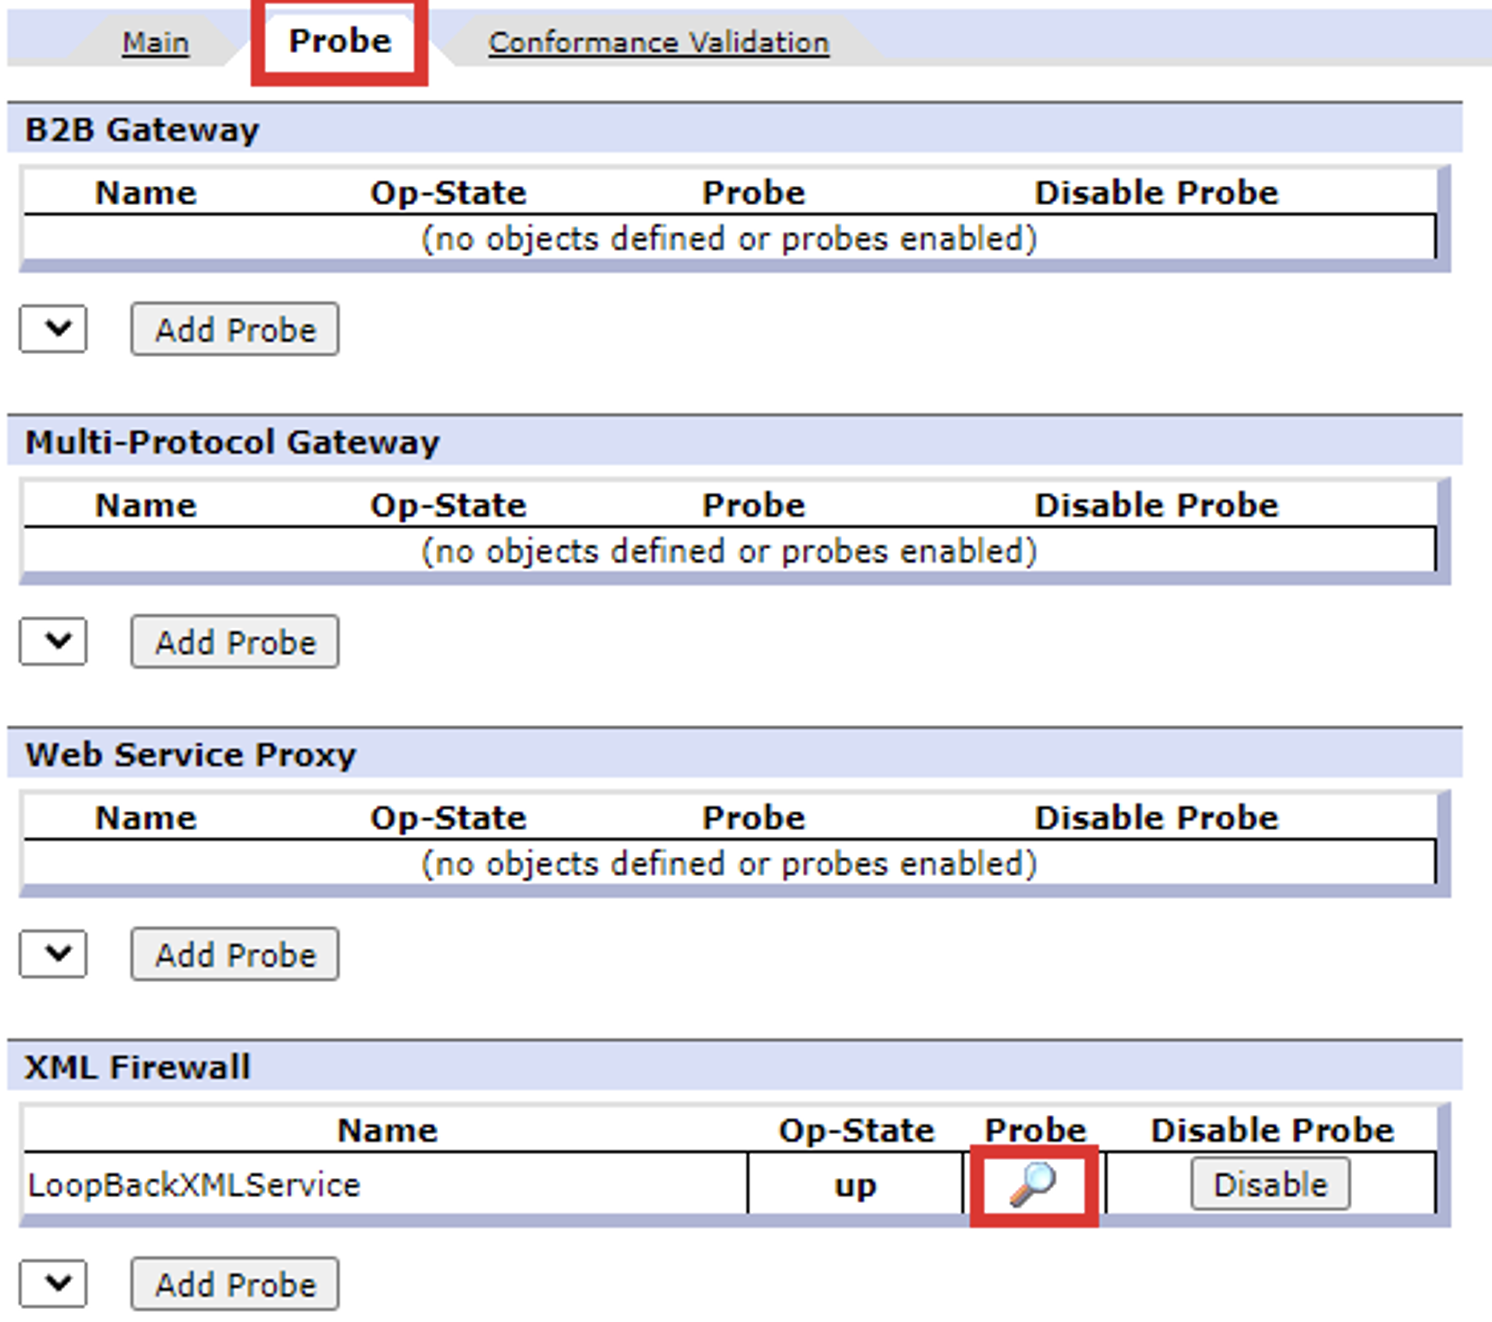 Main Probe Conformance Validation
B2B Gateway
Name Op-State Probe Disable Probe
(no objects defined or probes enabled)
Add Probe
Multi-Protocol Gateway
Name Op-State Probe Disable Probe
(no objects defined or probes enabled)
Add Probe
Web Service Proxy
Name Op-State Probe Disable Probe
(no objects defined or probes enabled)
Add Probe
XML Firewall
Name Op-State Probe Disable Probe
LoopBackXMLService up Disable
Add Probe